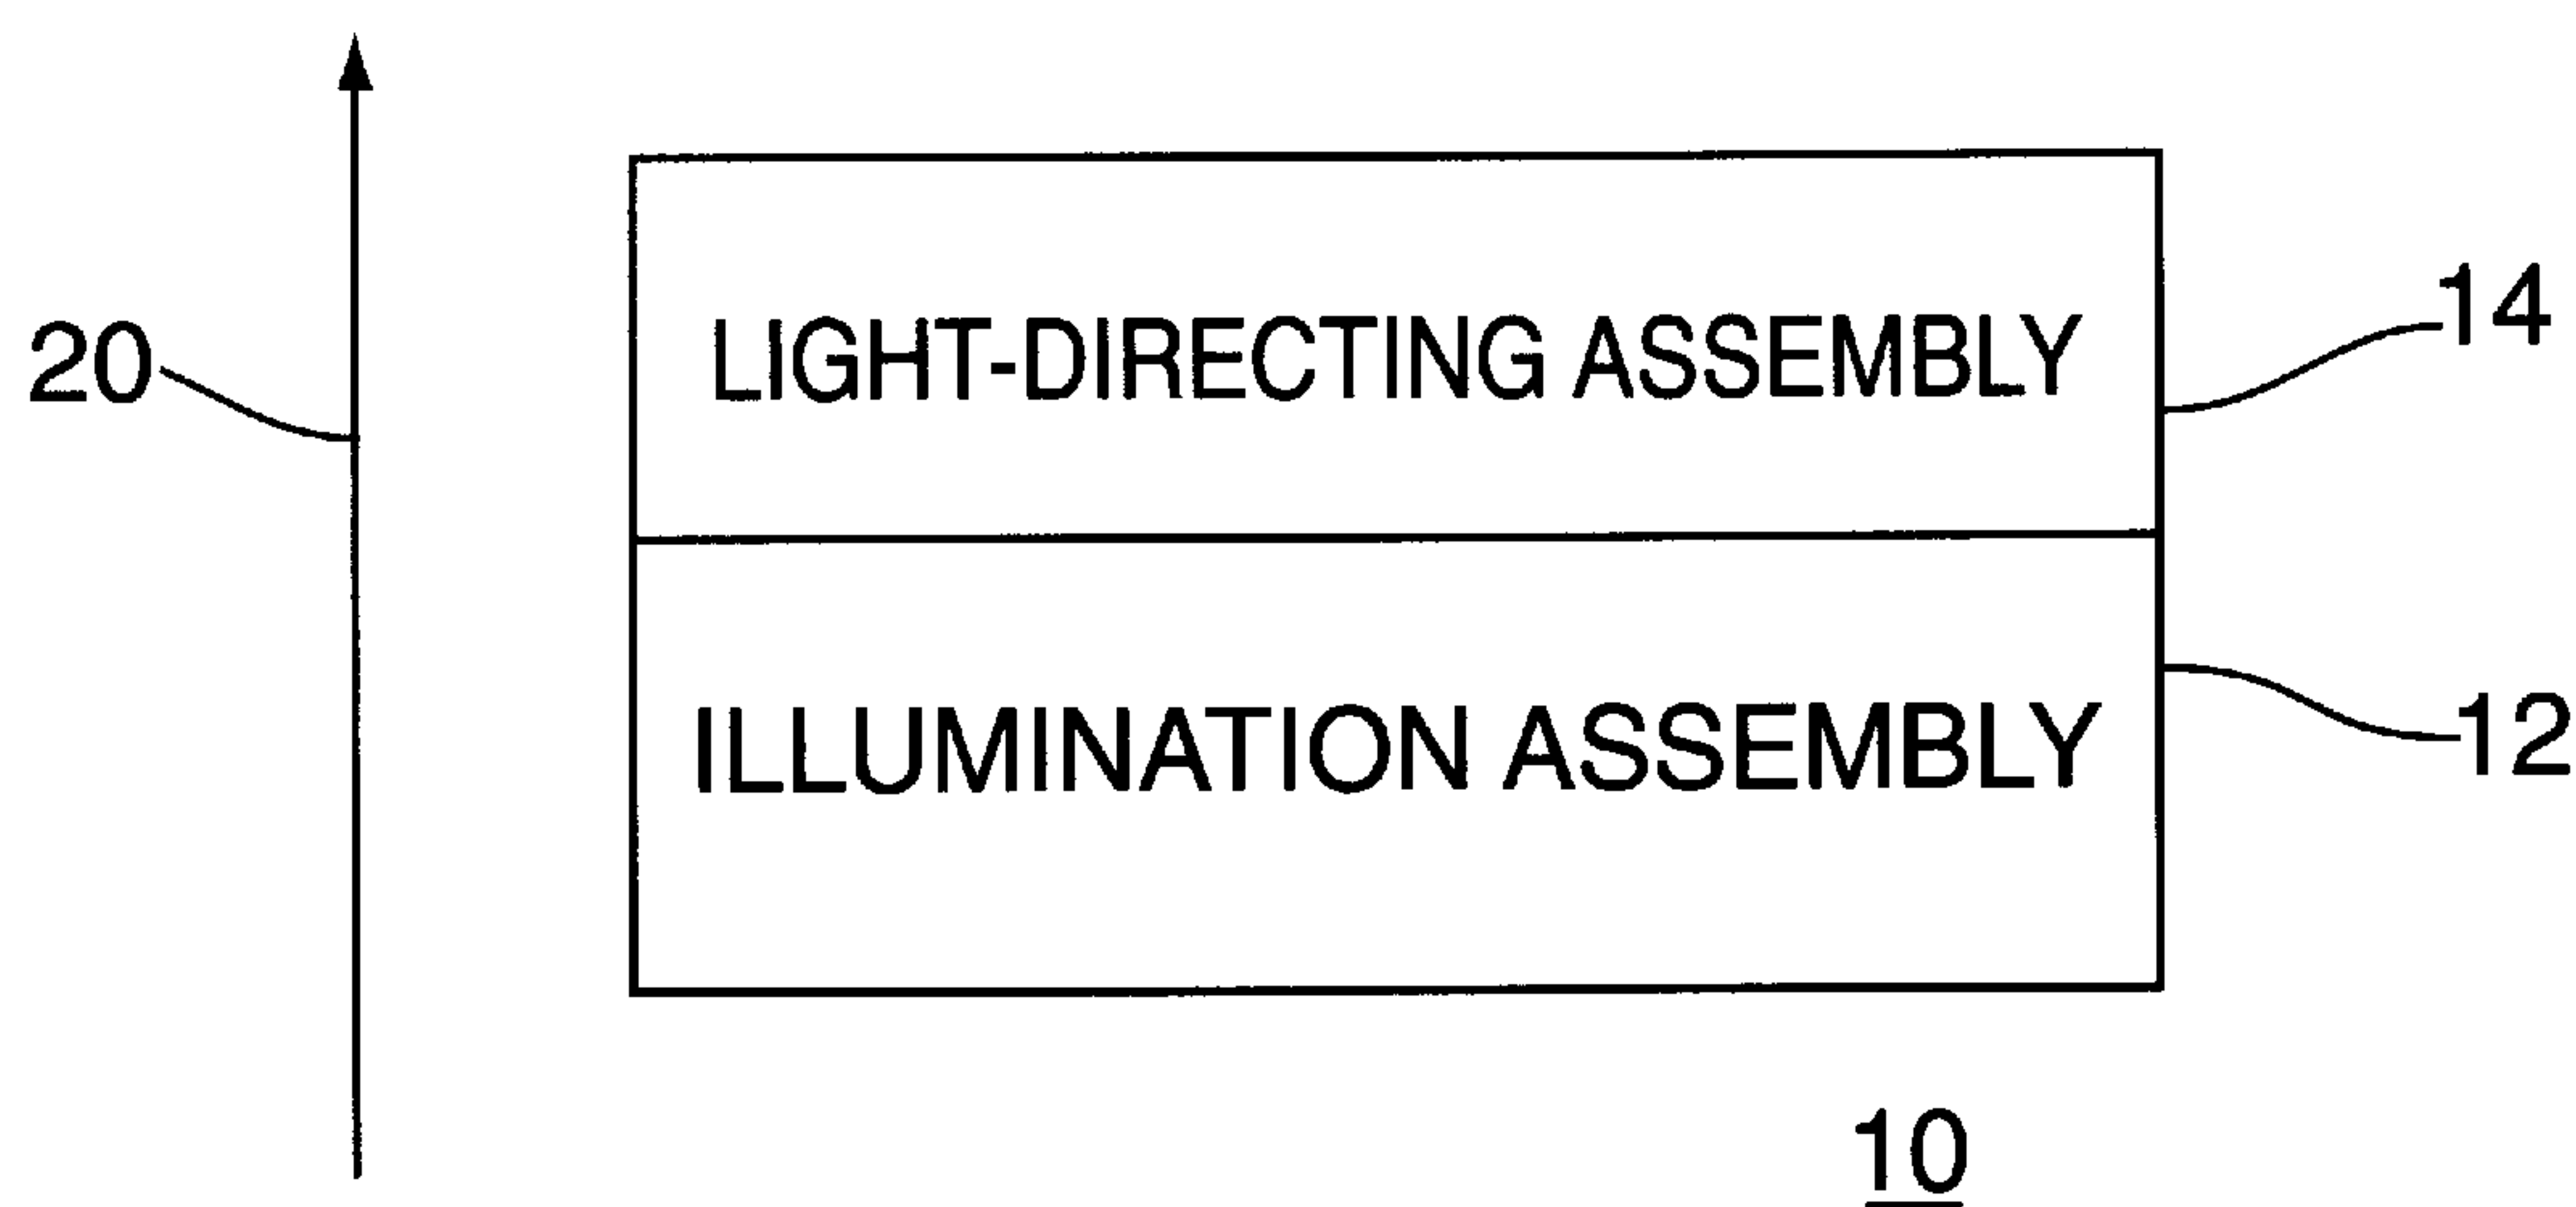 14
20
LIGHT-DIRECTING ASSEMBLY
ILLUMINATION ASSEMBLY
12
10